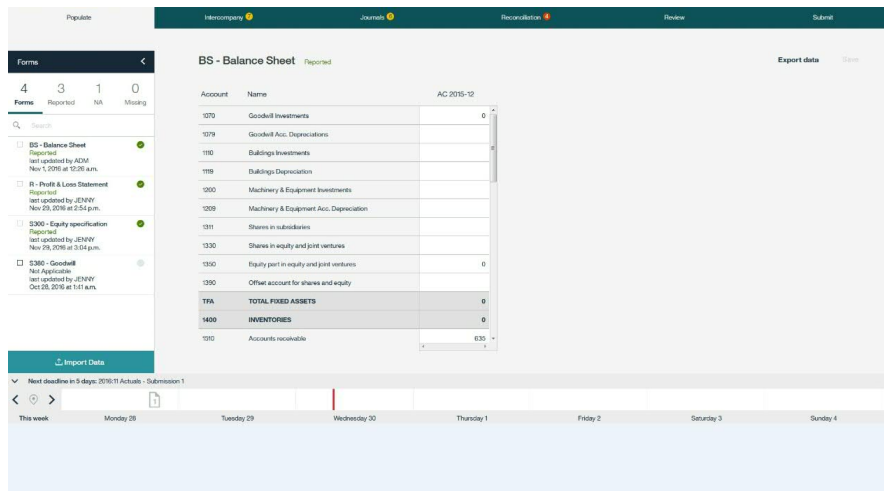 Populate
Intercompany 7
Journals 6
Reconciliation 4
Review
Submit
Forms
4 3 1 0
Forms Reported NA Missing
Search
BS - Balance Sheet
Reported
last updated by ADM
Nov 1, 2016 at 12:26 a.m.
R - Profit & Loss Statement
Reported
last updated by JENNY
Nov 29, 2016 at 2:54 p.m.
S300 - Equity specification
Reported
last updated by JENNY
Nov 29, 2016 at 3:04 p.m.
S380 - Goodwill
Not Applicable
last updated by JENNY
Oct 28, 2016 at 1:41 a.m.
Import Data
BS - Balance Sheet Reported
Export data Save
Account Name AC 2015-12
1070 Goodwill Investments 0
1079 Goodwill Acc. Depreciations
1110 Buildings Investments
1119 Buildings Depreciation
1200 Machinery & Equipment Investments
1209 Machinery & Equipment Acc. Depreciation
1311 Shares in subsidiaries
1330 Shares in equity and joint ventures
1350 Equity part in equity and joint ventures 0
1390 Offset account for shares and equity
TFA TOTAL FIXED ASSETS 0
1400 INVENTORIES 0
1510 Accounts receivable 635
Next deadline in 5 days: 2016:11 Actuals - Submission 1
1
This week Monday 28 Tuesday 29 Wednesday 30 Thursday 1 Friday 2 Saturday 3 Sunday 4